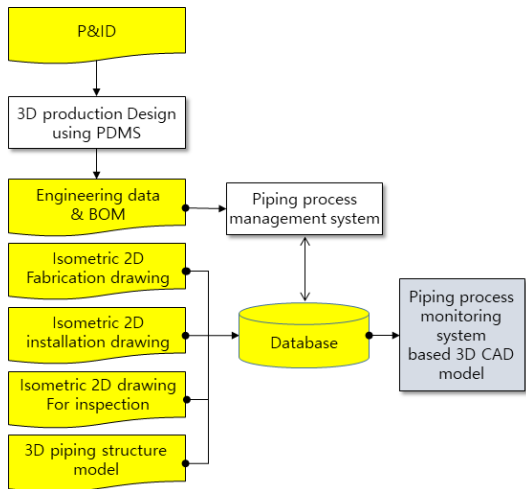 P&ID
3D production Design
using PDMS
Engineering data
& BOM
Piping process
management system
Isometric 2D
Fabrication drawing
Isometric 2D
installation drawing
Isometric 2D drawing
For inspection
3D piping structure
model
Database
Piping process
monitoring
system
based 3D CAD
model